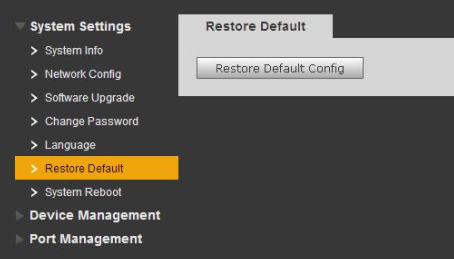 System Settings
System Info
Network Config
Software Upgrade
Change Password
Language
Restore Default
System Reboot
Device Management
Port Management
Restore Default
Restore Default Config